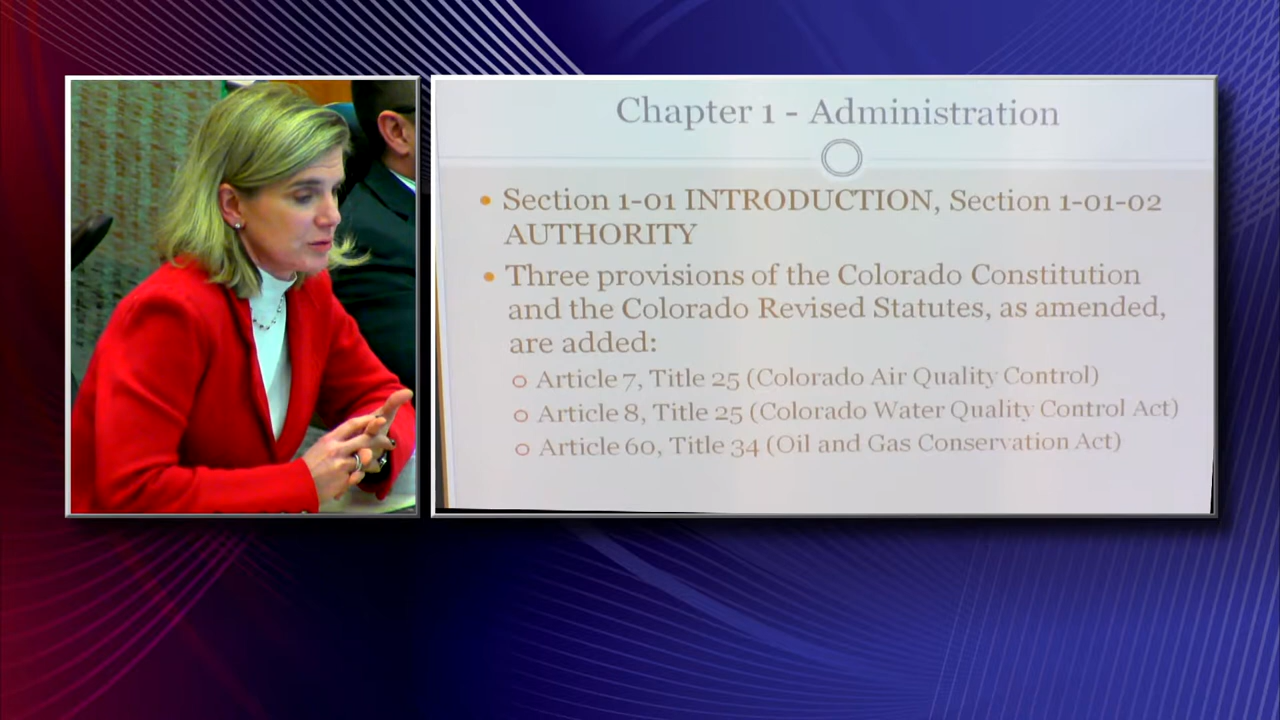 Chapter 1 - Administration
• Section 1-01 INTRODUCTION, Section 1-01-02
AUTHORITY
• Three provisions of the Colorado Constitution
and the Colorado Revised Statutes, as amended,
are added:
o Article 7, Title 25 (Colorado Air Quality Control)
o Article 8, Title 25 (Colorado Water Quality Control Act)
o Article 60, Title 34 (Oil and Gas Conservation Act)